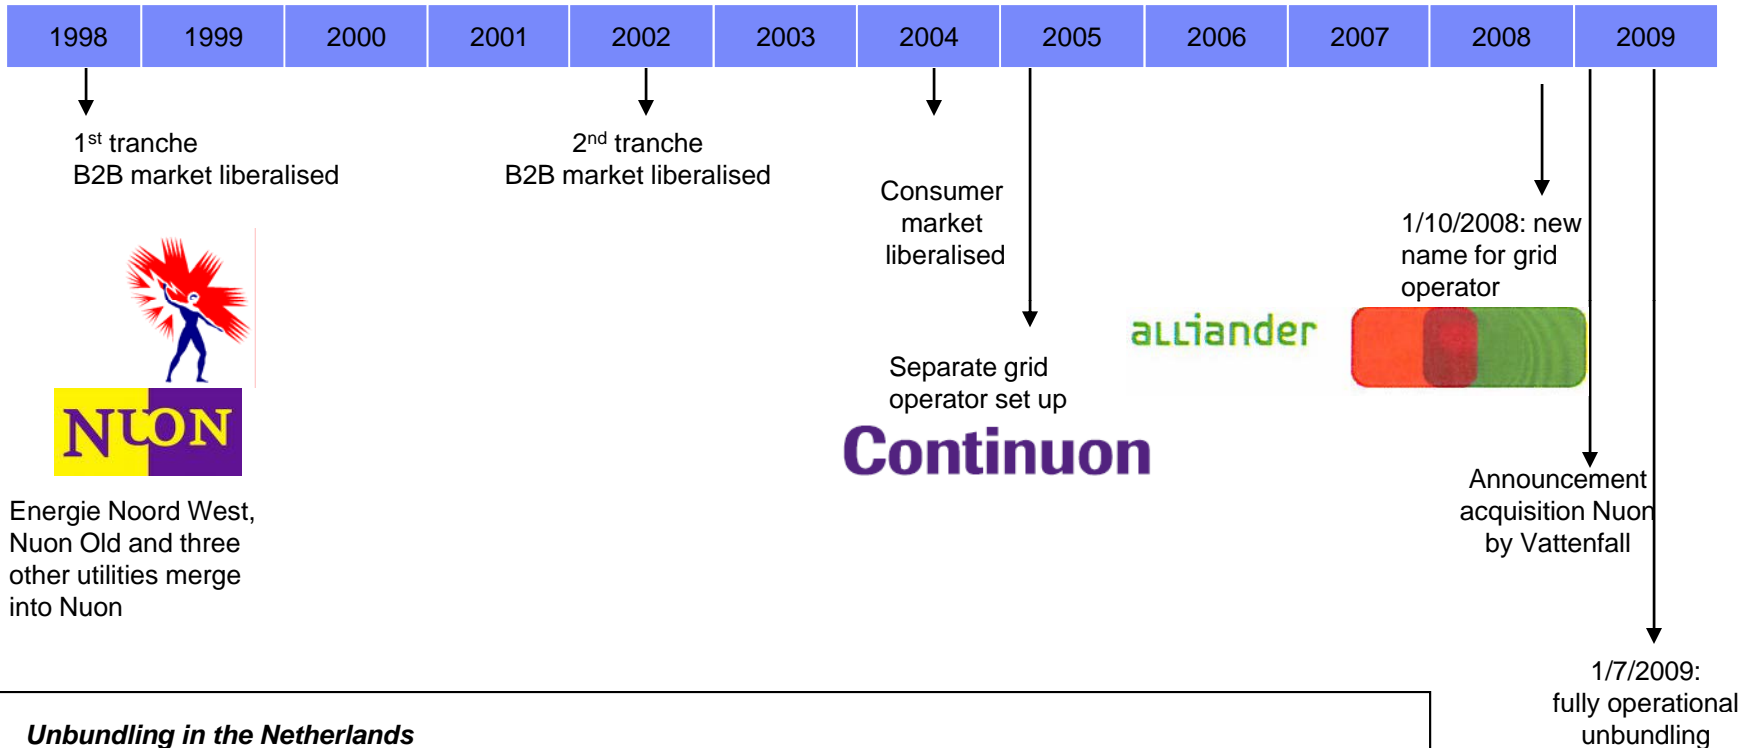 1998 1999 2000 2001 2002 2003 2004 2005 2006 2007 2008 2009
1st tranche
B2B market liberalised
2nd tranche
B2B market liberalised
Consumer
market
liberalised
1/10/2008: new
name for grid
operator
alliander
Separate grid
operator set up
Continuon
NUON
Energie Noord West,
Nuon Old and three
other utilities merge
into Nuon
Announcement
acquisition Nuon
by Vattenfall
1/7/2009:
fully operational
unbundling
Unbundling in the Netherlands